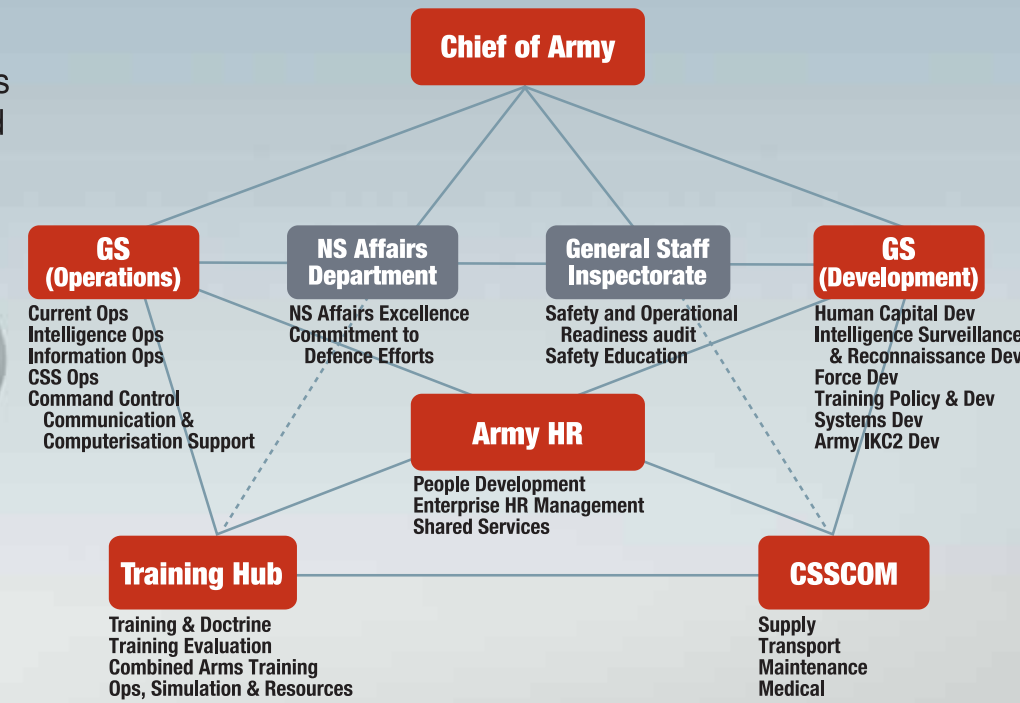 s
d
Chief of Army
GS
(Operations)
Current Ops
Intelligence Ops
Information Ops
CSS Ops
Command Control
Communication &
Computerisation Support
NS Affairs
Department
NS Affairs Excellence
Commitment to
Defence Efforts
General Staff
Inspectorate
Safety and Operational
Readiness audit
Safety Education
GS
(Development)
Human Capital Dev
Intelligence Surveillance
& Reconnaissance Dev
Force Dev
Training Policy & Dev
Systems Dev
Army IKC2 Dev
Army HR
People Development
Enterprise HR Management
Shared Services
Training Hub
Training & Doctrine
Training Evaluation
Combined Arms Training
Ops, Simulation & Resources
CSSCOM
Supply
Transport
Maintenance
Medical